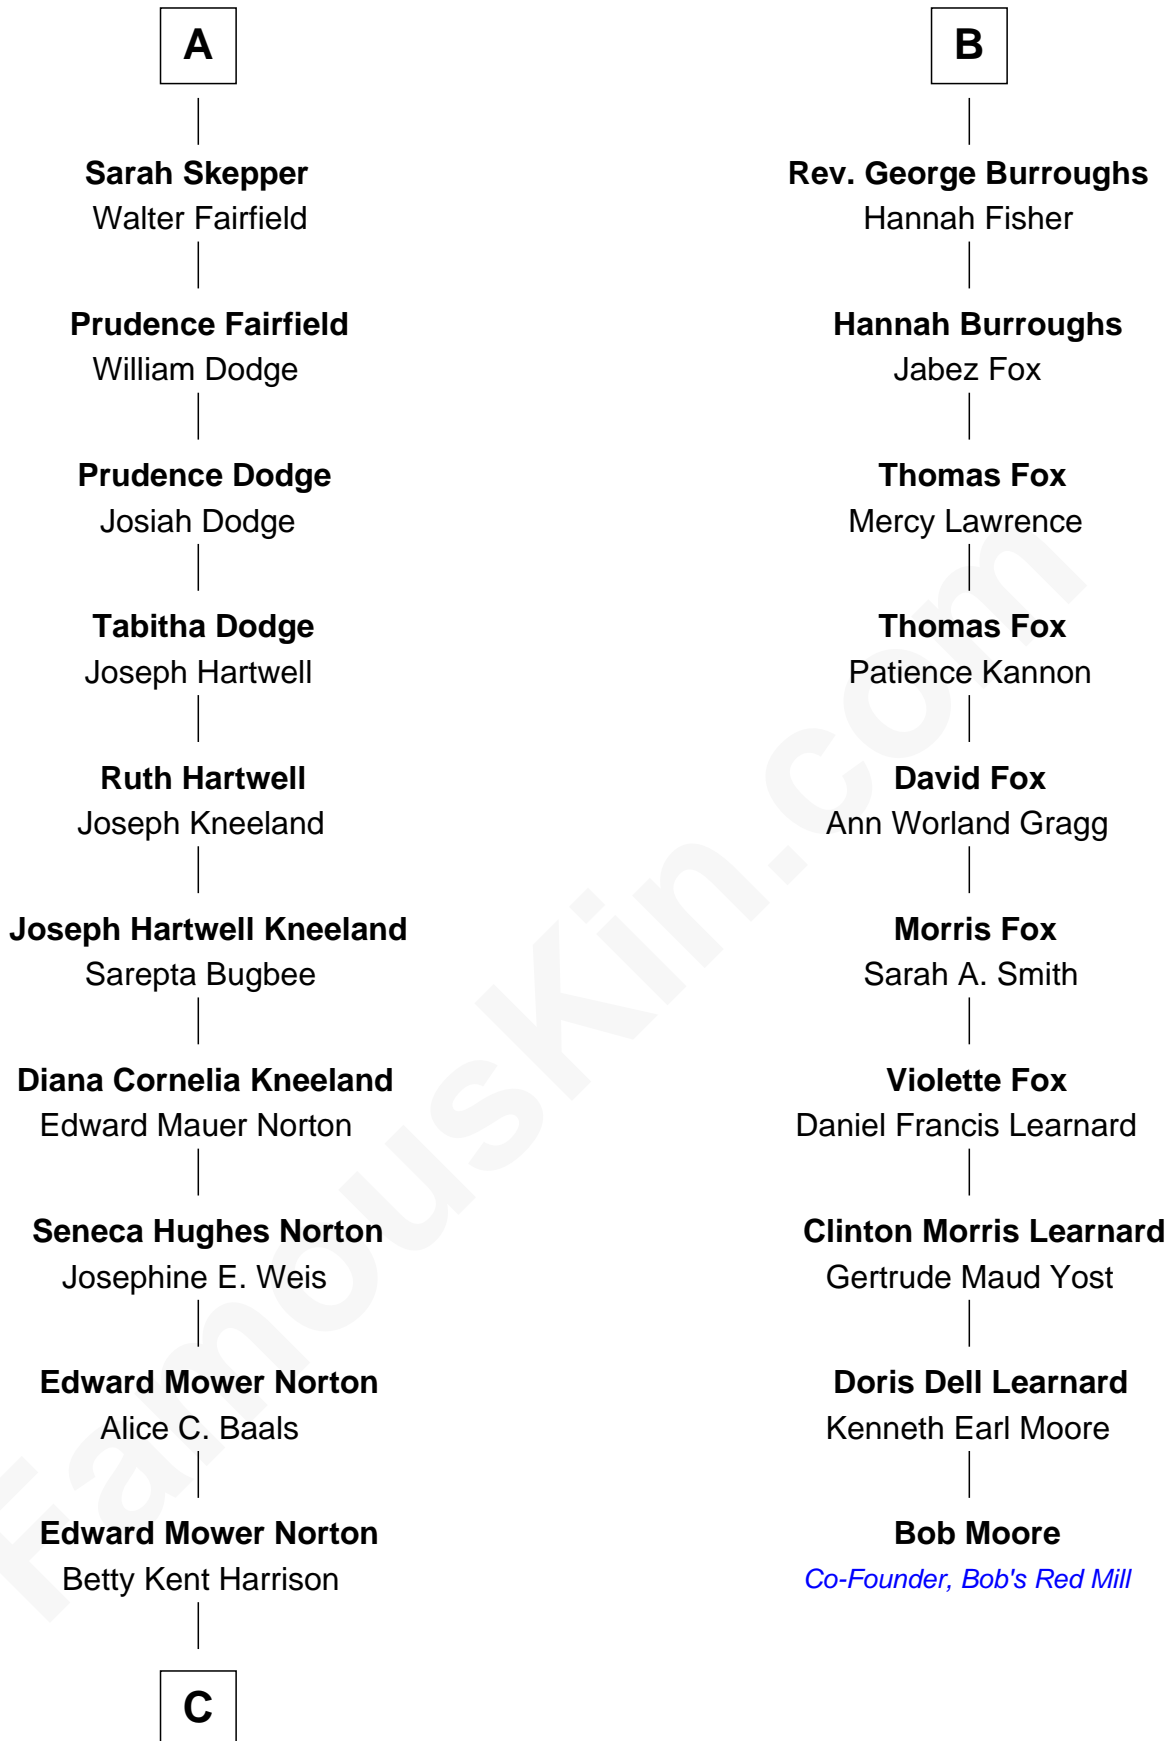 A
Sarah Skepper
Walter Fairfield
Prudence Fairfield
William Dodge
Prudence Dodge
Josiah Dodge
Tabitha Dodge
Joseph Hartwell
Ruth Hartwell
Joseph Kneeland
Joseph Hartwell Kneeland
Sarepta Bugbee
Diana Cornelia Kneeland
Edward Mauer Norton
Seneca Hughes Norton
Josephine E. Weis
Edward Mower Norton
Alice C. Baals
Edward Mower Norton
Betty Kent Harrison
C
B
Rev. George Burroughs
Hannah Fisher
Hannah Burroughs
Jabez Fox
Thomas Fox
Mercy Lawrence
Thomas Fox
Patience Kannon
David Fox
Ann Worland Gragg
Morris Fox
Sarah A. Smith
Violette Fox
Daniel Francis Learnard
Clinton Morris Learnard
Gertrude Maud Yost
Doris Dell Learnard
Kenneth Earl Moore
Bob Moore
Co-Founder, Bob's Red Mill
FamousKin.com